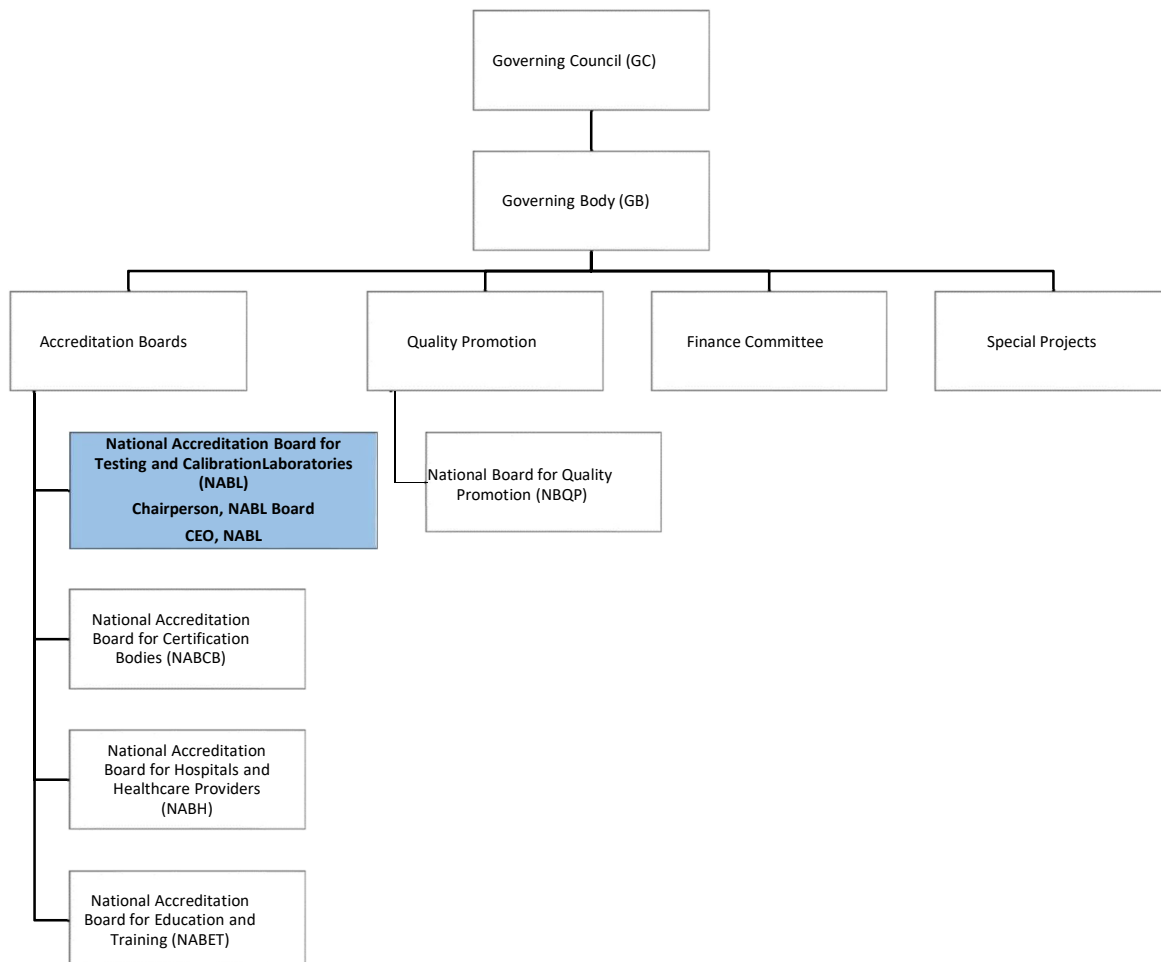 Governing Council (GC)
Governing Body (GB)
Accreditation Boards
Quality Promotion
Finance Committee
Special Projects
National Accreditation Board for
Testing and CalibrationLaboratories
(NABL)
Chairperson, NABL Board
CEO, NABL
National Board for Quality
Promotion (NBQP)
National Accreditation
Board for Certification
Bodies (NABCB)
National Accreditation
Board for Hospitals and
Healthcare Providers
(NABH)
National Accreditation
Board for Education and
Training (NABET)